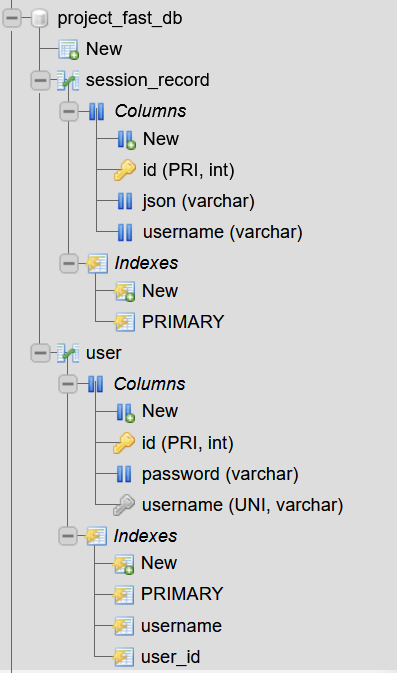 project_fast_db
New
session_record
Columns
New
id (PRI, int)
json (varchar)
username (varchar)
Indexes
New
PRIMARY
user
Columns
New
id (PRI, int)
password (varchar)
username (UNI, varchar)
Indexes
New
PRIMARY
username
user_id